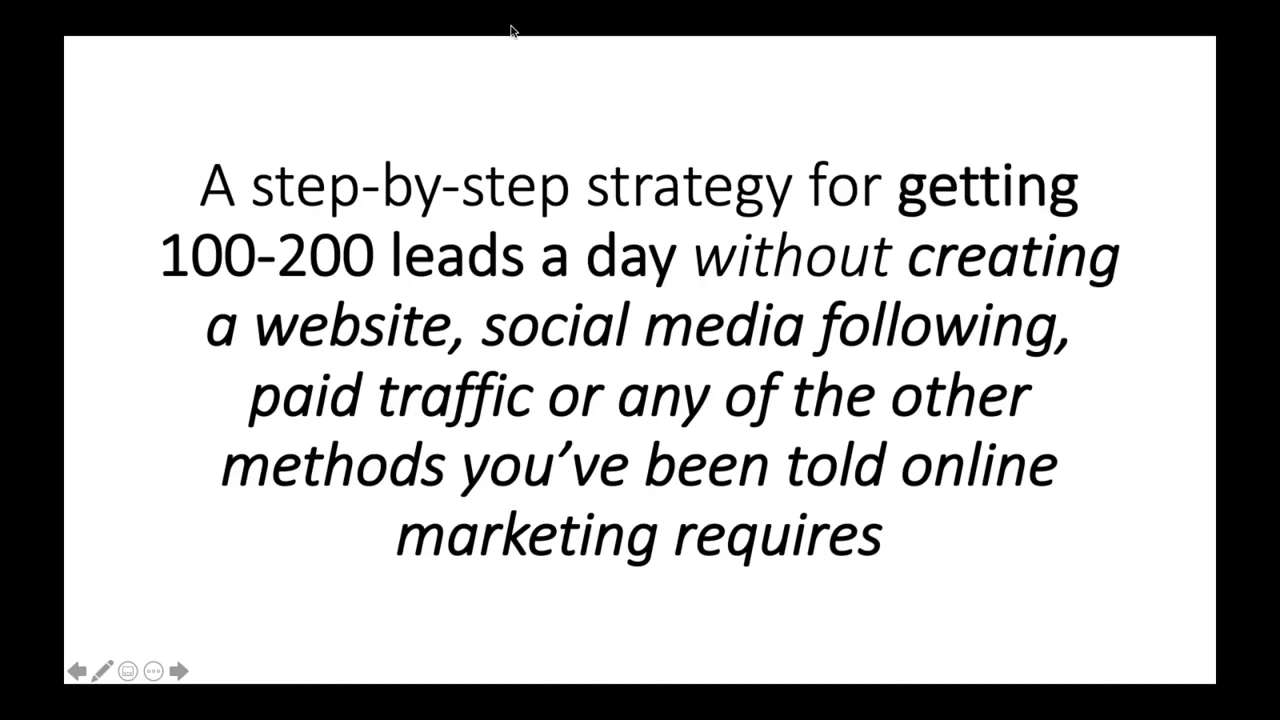 A step-by-step strategy for getting
100-200 leads a day without creating
a website, social media following,
paid traffic or any of the other
methods you’ve been told online
marketing requires